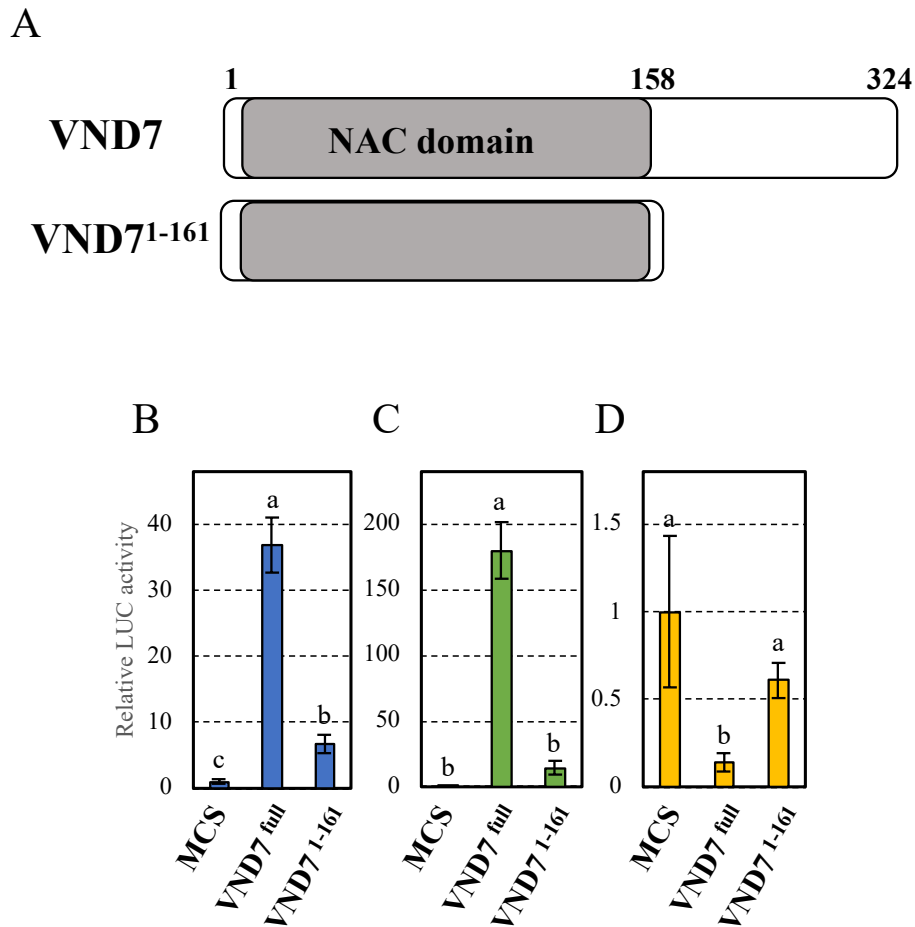 A
1 158 324
VND7 NAC domain
VND7¹⁻¹⁶¹
B C D
Relative LUC activity
40
30
20
10
0
c
a
b
MCS
VND7 full
VND7 1-161
200
150
100
50
0
b
a
b
MCS
VND7 full
VND7 1-161
1.5
1
0.5
0
a
b
a
MCS
VND7 full
VND7 1-161